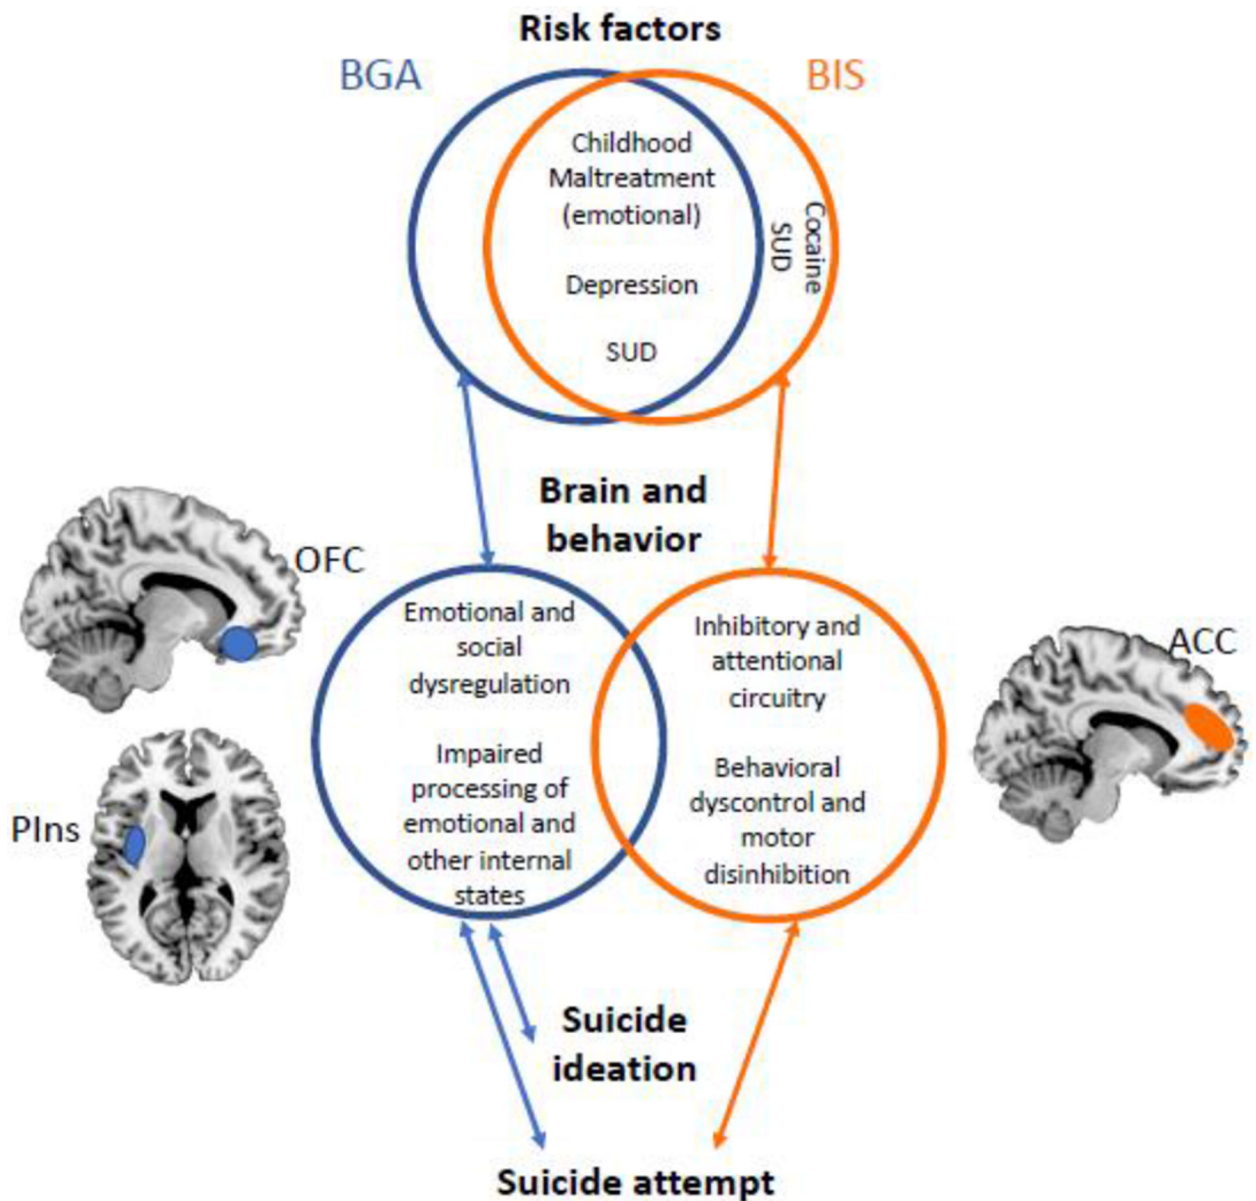 Risk factors
BGA
BIS
Childhood
Maltreatment
(emotional)
Depression
SUD
Cocaine
SUD
Brain and
behavior
OFC
Emotional and
social
dysregulation
Impaired
processing of
emotional and
other internal
states
Inhibitory and
attentional
circuitry
Behavioral
dyscontrol and
motor
disinhibition
ACC
PIns
Suicide
ideation
Suicide attempt